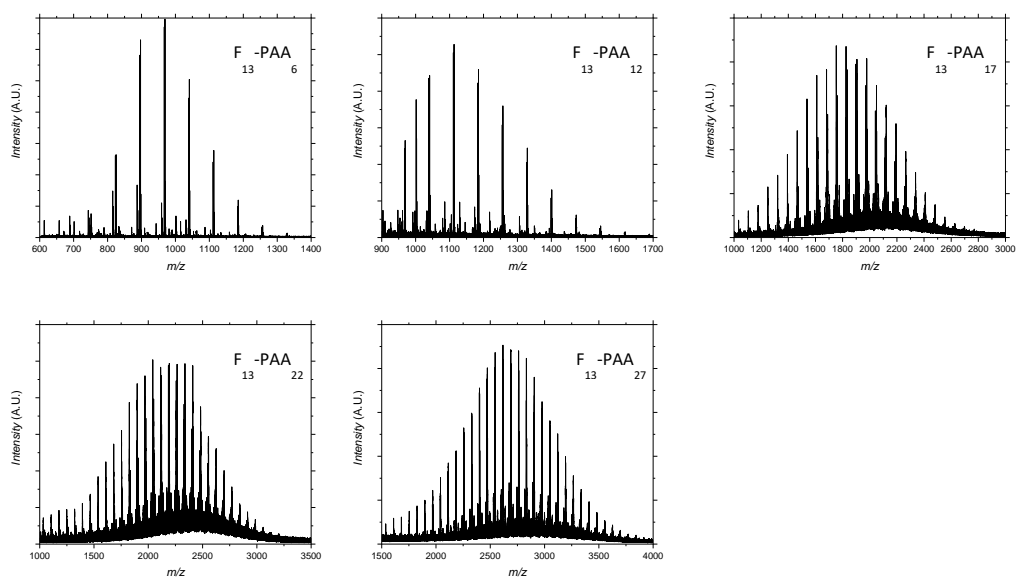 F13-PAA6
Intensity (A.U.)
600 700 800 900 1000 1100 1200 1300 1400
m/z
F13-PAA12
Intensity (A.U.)
900 1000 1100 1200 1300 1400 1500 1600 1700
m/z
F13-PAA17
Intensity (A.U.)
1000 1200 1400 1600 1800 2000 2200 2400 2600 2800 3000
m/z
F13-PAA22
Intensity (A.U.)
1000 1500 2000 2500 3000 3500
m/z
F13-PAA27
Intensity (A.U.)
1500 2000 2500 3000 3500 4000
m/z